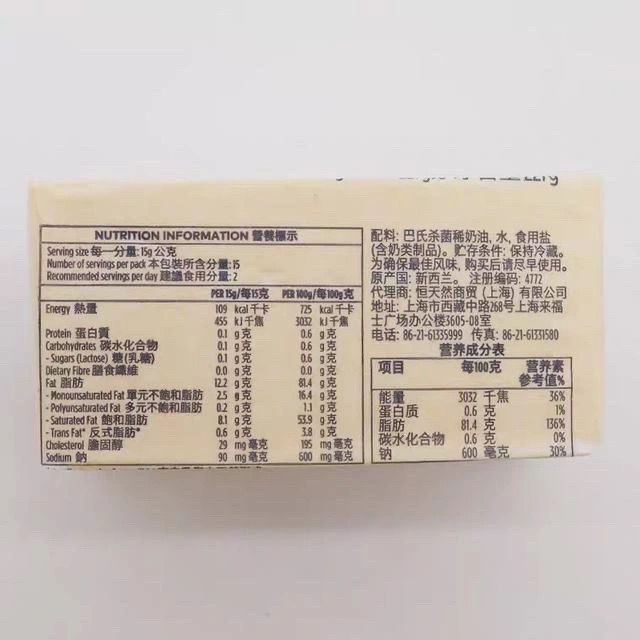 NUTRITION INFORMATION 營養標示
Serving size 每一分量: 15g 公克
Number of servings per pack 本包裝所含分量: 15
Recommended servings per day 建議食用分量: 2
PER 15g/每15克 PER 100g/每100g克
Energy 熱量 109 kcal 千卡 725 kcal 千卡
455 kJ 千焦 3032 kJ 千焦
Protein 蛋白質 0.1 g 克 0.6 g 克
Carbohydrates 碳水化合物 0.1 g 克 0.6 g 克
- Sugars (Lactose) 糖(乳糖) 0.1 g 克 0.6 g 克
Dietary Fibre 膳食纖維 0.0 g 克 0.0 g 克
Fat 脂肪 12.2 g 克 81.4 g 克
- Monounsaturated Fat 單元不飽和脂肪 2.5 g 克 16.4 g 克
- Polyunsaturated Fat 多元不飽和脂肪 0.2 g 克 1.1 g 克
- Saturated Fat 飽和脂肪 8.1 g 克 53.9 g 克
- Trans Fat* 反式脂肪* 0.6 g 克 3.8 g 克
Cholesterol 膽固醇 29 mg 毫克 195 mg 毫克
Sodium 鈉 90 mg 毫克 600 mg 毫克
配料: 巴氏杀菌稀奶油, 水, 食用盐
(含奶类制品)。贮存条件: 保持冷藏。
为确保最佳风味, 购买后请尽早使用。
原产国: 新西兰。 注册编码: 4772
代理商: 恒天然商贸 (上海) 有限公司
地址: 上海市西藏中路268号上海来福
士广场办公楼3605-08室
电话: 86-21-61335999 传真: 86-21-61331580
营养成分表
项目 每100克 营养素
参考值%
能量 3032 千焦 36%
蛋白质 0.6 克 1%
脂肪 81.4 克 136%
碳水化合物 0.6 克 0%
钠 600 毫克 30%